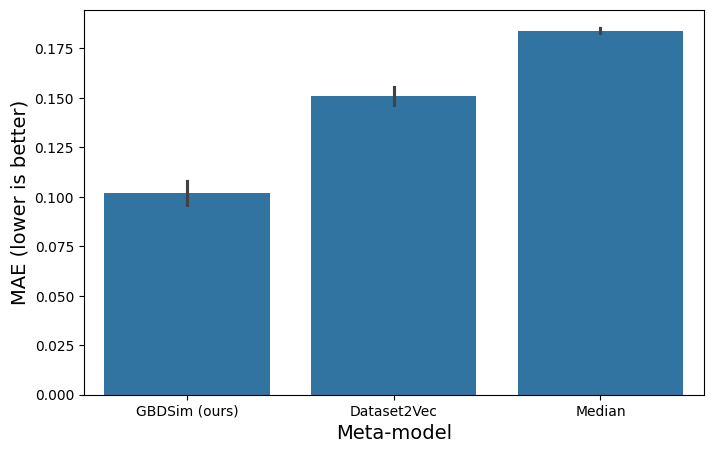 MAE (lower is better)
0.175
0.150
0.125
0.100
0.075
0.050
0.025
0.000
GBDSim (ours)
Dataset2Vec
Median
Meta-model